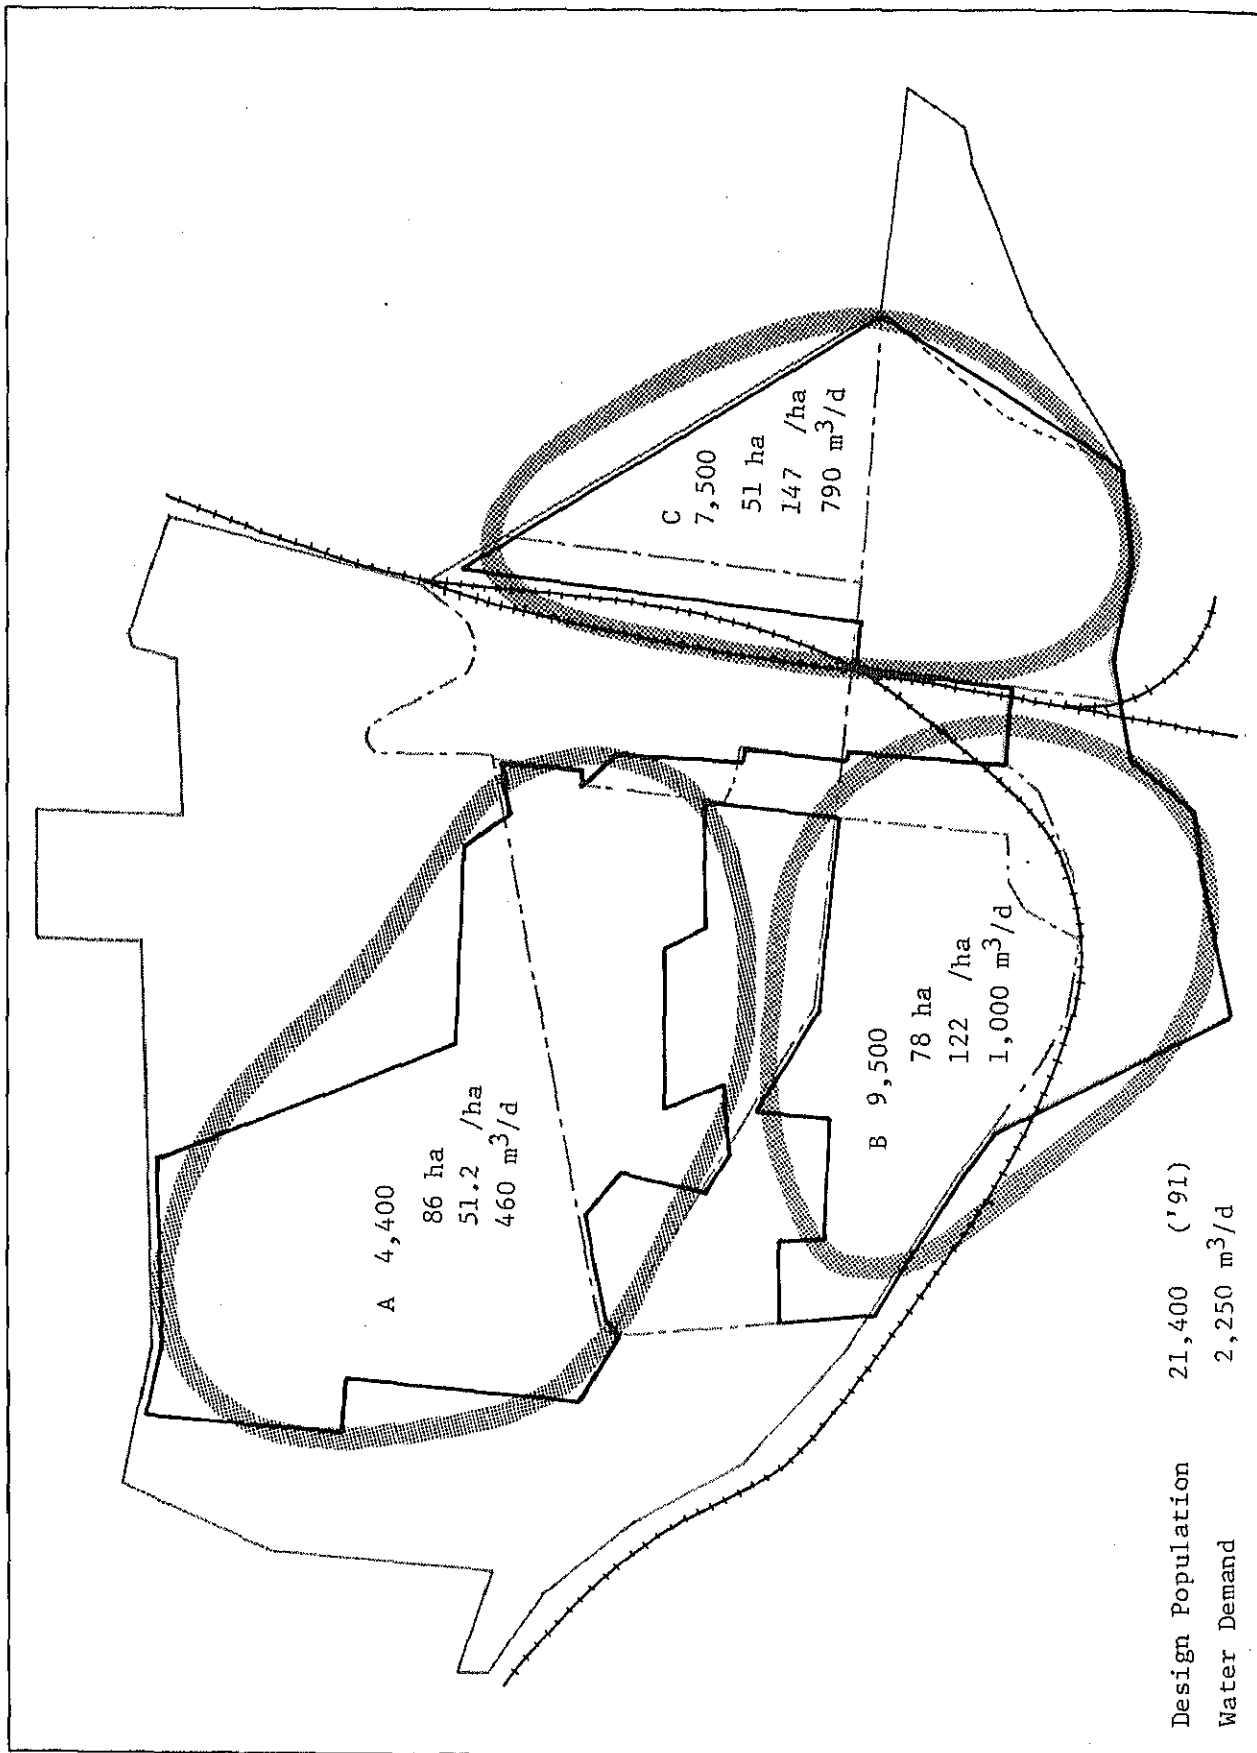 A 4,400
86 ha
51.2 /ha
460 m³/d
B 9,500
78 ha
122 /ha
1,000 m³/d
C
7,500
51 ha
147 /ha
790 m³/d
Design Population 21,400 ('91)
Water Demand 2,250 m³/d